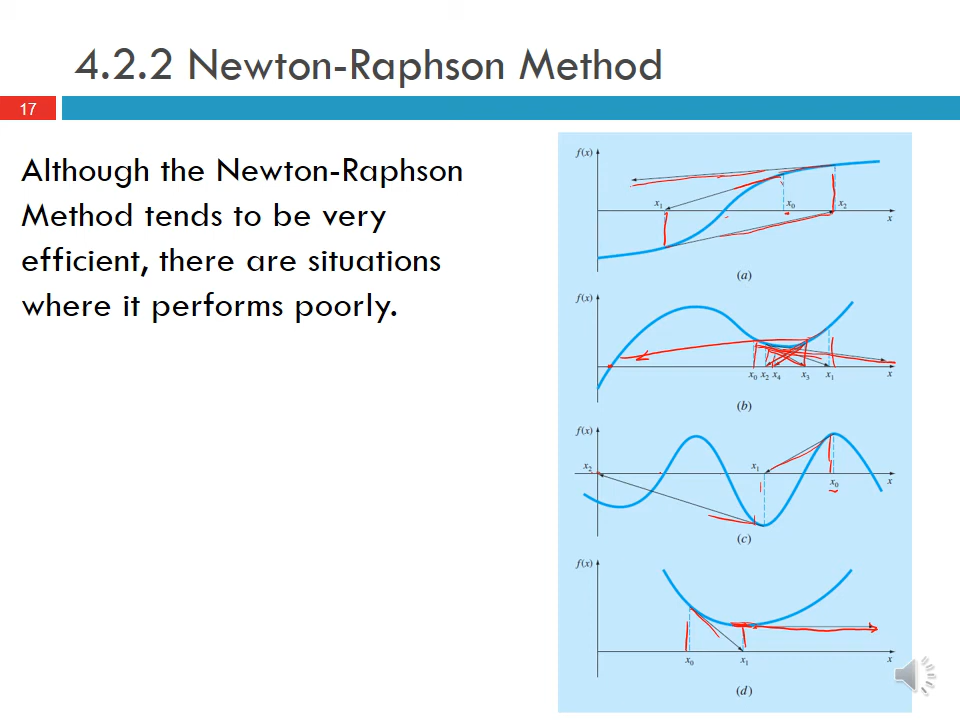 4.2.2 Newton-Raphson Method
17
Although the Newton-Raphson
Method tends to be very
efficient, there are situations
where it performs poorly.
f(x)
x₁ x₀ x₂
x
(a)
f(x)
x₀ x₂ x₄ x₃ x₁ x
(b)
f(x)
x₂ x₁
x₀ x
(c)
f(x)
x₀ x₁ x
(d)